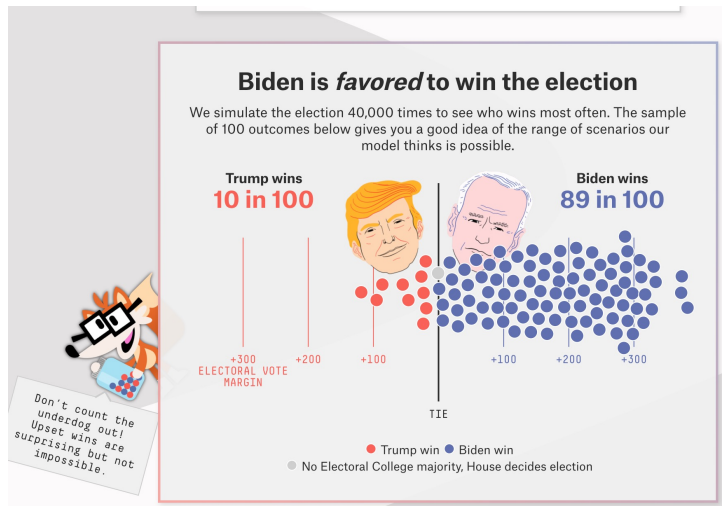 Biden is favored to win the election
We simulate the election 40,000 times to see who wins most often. The sample
of 100 outcomes below gives you a good idea of the range of scenarios our
model thinks is possible.
Trump wins
10 in 100
Biden wins
89 in 100
+300
+200
+100
+100
+200
+300
ELECTORAL VOTE
MARGIN
TIE
Don't count the
underdog out!
Upset wins are
surprising but not
impossible.
Trump win
Biden win
No Electoral College majority, House decides election